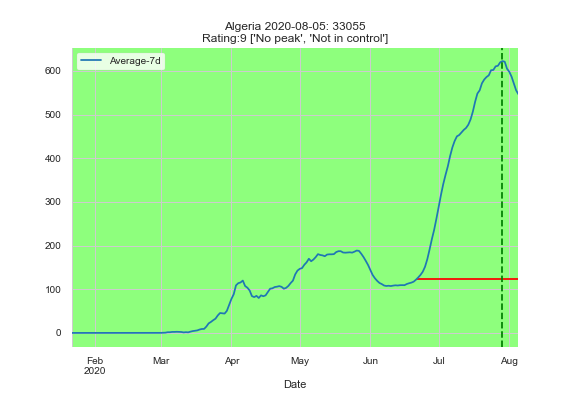 Algeria 2020-08-05: 33055
Rating:9 ['No peak', 'Not in control']
Average-7d
600
500
400
300
200
100
0
Feb
2020
Mar
Apr
May
Jun
Jul
Aug
Date